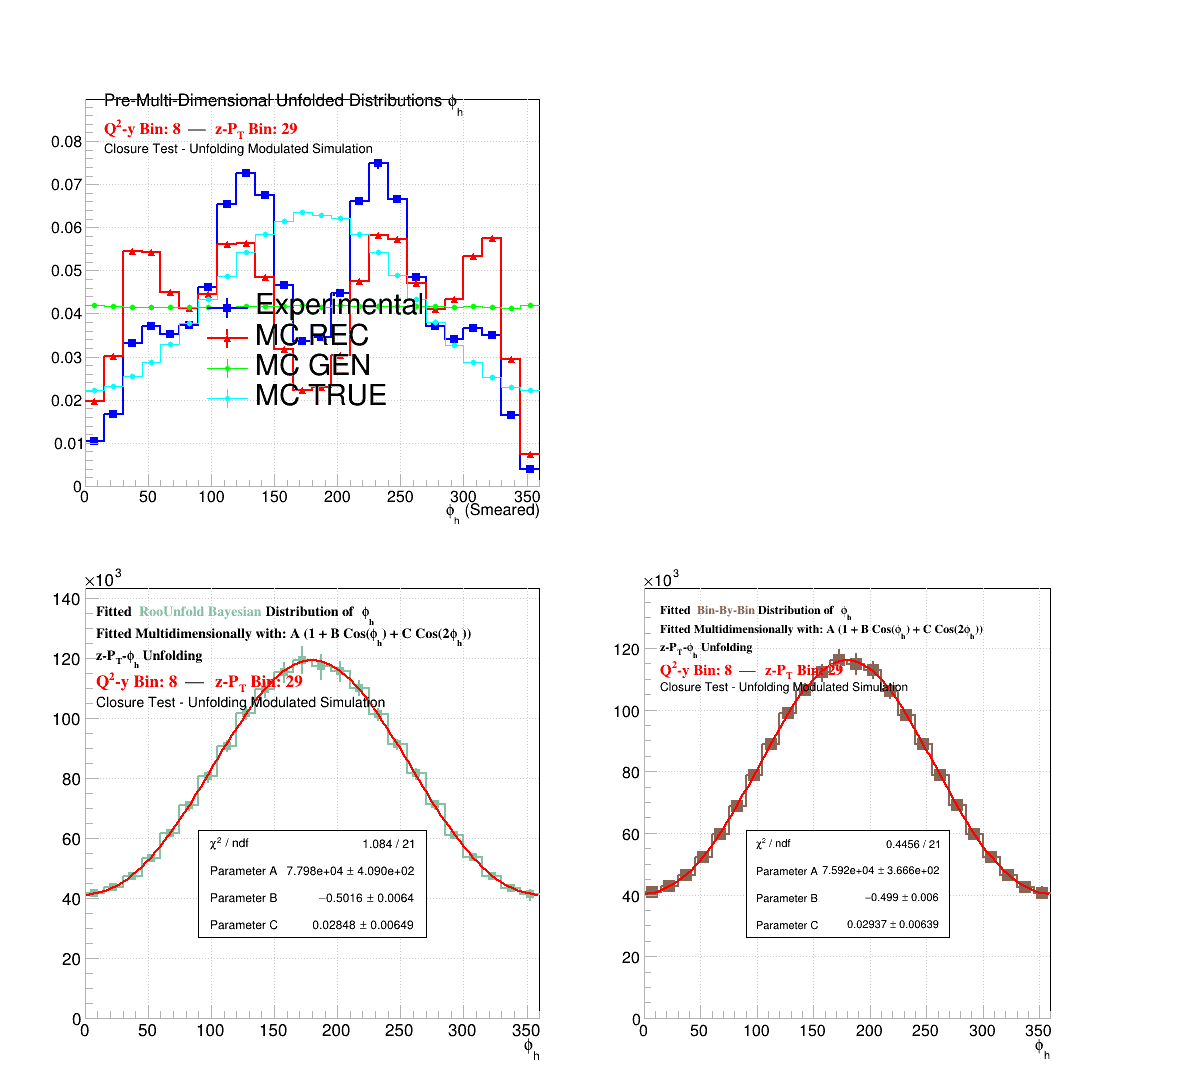 Pre-Multi-Dimensional Unfolded Distributions ϕh
Q²-y Bin: 8 — z-PT Bin: 29
Closure Test - Unfolding Modulated Simulation
0.08
0.07
0.06
0.05
0.04
0.03
0.02
0.01
0
Experimental
MC REC
MC GEN
MC TRUE
0 50 100 150 200 250 300 350
ϕh (Smeared)
×10³
Fitted RooUnfold Bayesian Distribution of ϕh
Fitted Multidimensionally with: A (1 + B Cos(ϕh) + C Cos(2ϕh))
z-PT-ϕh Unfolding
Q²-y Bin: 8 — z-PT Bin: 29
Closure Test - Unfolding Modulated Simulation
140
120
100
80
60
40
20
0
χ² / ndf 1.084 / 21
Parameter A 7.798e+04 ± 4.090e+02
Parameter B −0.5016 ± 0.0064
Parameter C 0.02848 ± 0.00649
0 50 100 150 200 250 300 350
ϕh
×10³
Fitted Bin-By-Bin Distribution of ϕh
Fitted Multidimensionally with: A (1 + B Cos(ϕh) + C Cos(2ϕh))
z-PT-ϕh Unfolding
Q²-y Bin: 8 — z-PT Bin: 29
Closure Test - Unfolding Modulated Simulation
120
100
80
60
40
20
0
χ² / ndf 0.4456 / 21
Parameter A 7.592e+04 ± 3.666e+02
Parameter B −0.499 ± 0.006
Parameter C 0.02937 ± 0.00639
0 50 100 150 200 250 300 350
ϕh